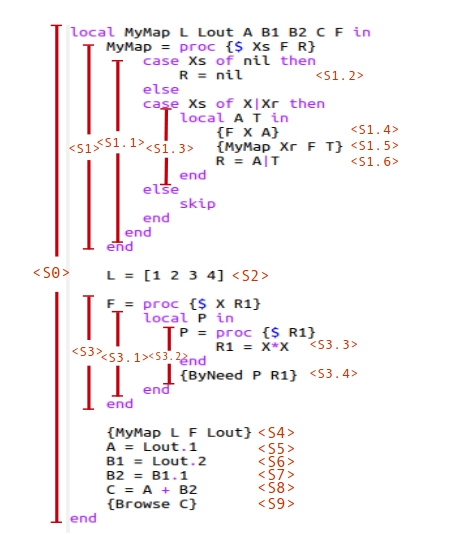 local MyMap L Lout A B1 B2 C F in
MyMap = proc {$ Xs F R}
case Xs of nil then
R = nil <S1.2>
else
case Xs of X|Xr then
local A T in
{F X A} <S1.4>
<S1> <S1.1> <S1.3> {MyMap Xr F T} <S1.5>
R = A|T <S1.6>
end
else
skip
end
end
end
<S0> L = [1 2 3 4] <S2>
F = proc {$ X R1}
local P in
P = proc {$ R1}
R1 = X*X <S3.3>
<S3> <S3.1> <S3.2> end
{ByNeed P R1} <S3.4>
end
end
{MyMap L F Lout} <S4>
A = Lout.1 <S5>
B1 = Lout.2 <S6>
B2 = B1.1 <S7>
C = A + B2 <S8>
{Browse C} <S9>
end